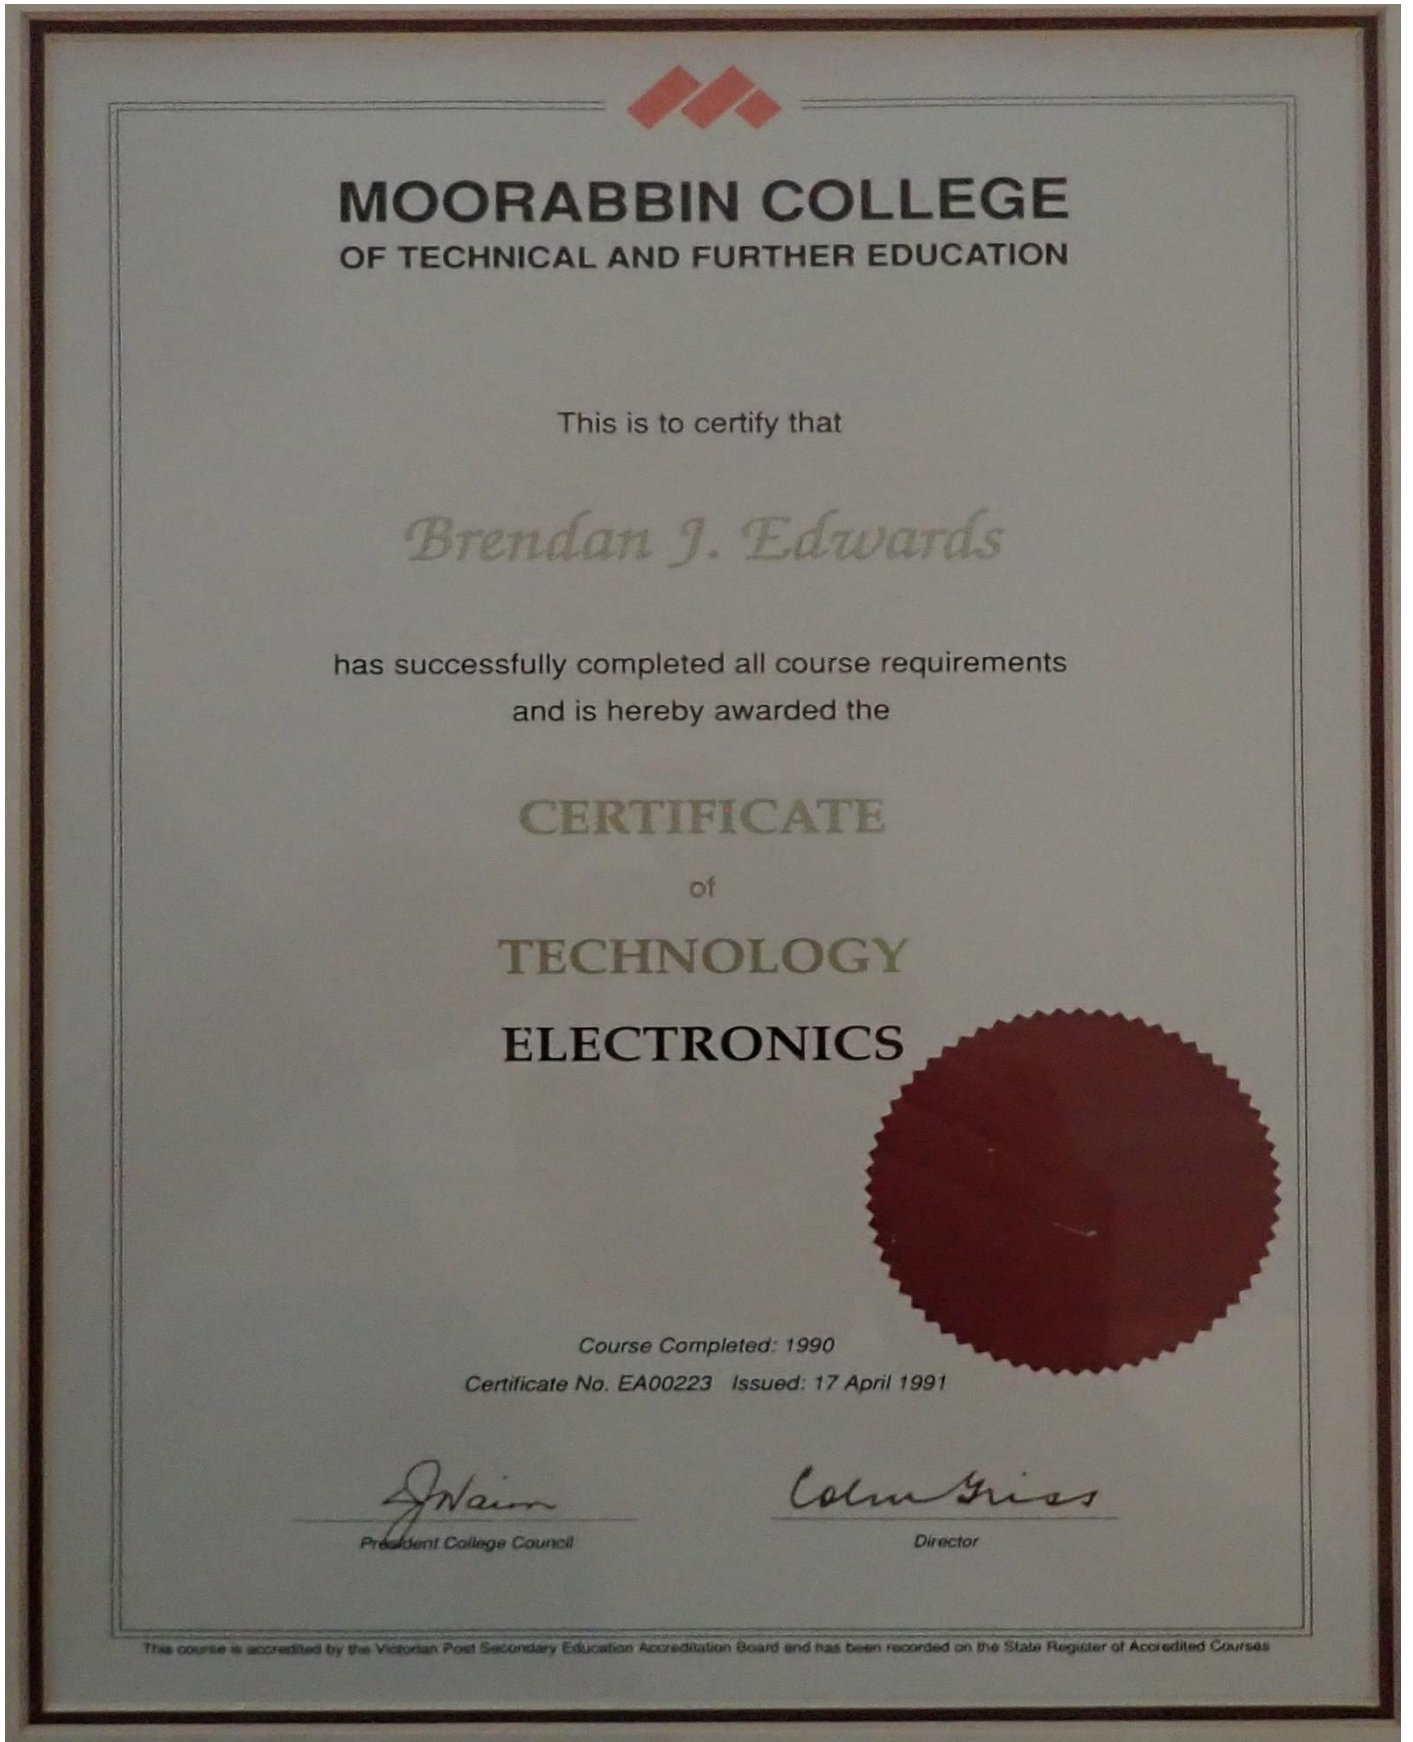 MOORABBIN COLLEGE
OF TECHNICAL AND FURTHER EDUCATION
This is to certify that
Brendan J. Edwards
has successfully completed all course requirements
and is hereby awarded the
CERTIFICATE
of
TECHNOLOGY
ELECTRONICS
Course Completed: 1990
Certificate No. EA00223 Issued: 17 April 1991
President College Council
Director
This course is accredited by the Victorian Post Secondary Education Accreditation Board and has been recorded on the State Register of Accredited Courses